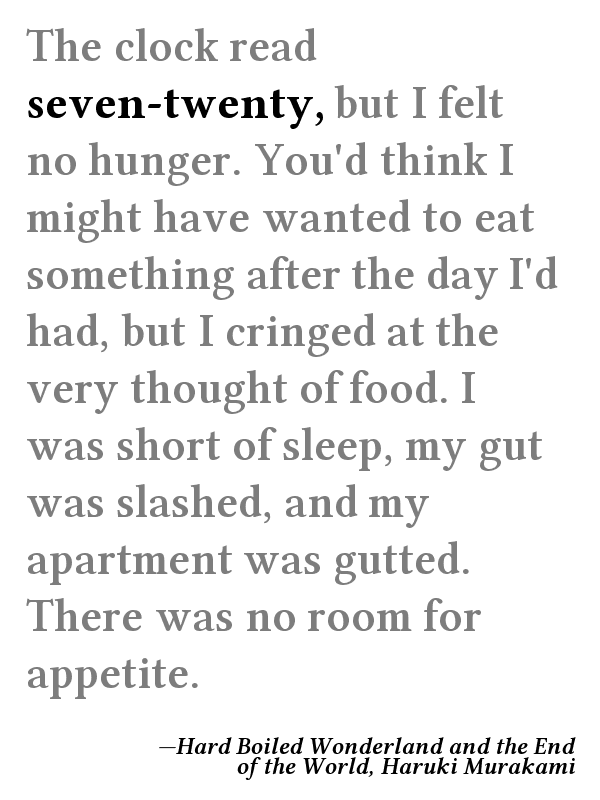 The clock read
seven-twenty, but I felt
no hunger. You'd think I
might have wanted to eat
something after the day I'd
had, but I cringed at the
very thought of food. I
was short of sleep, my gut
was slashed, and my
apartment was gutted.
There was no room for
appetite.
—Hard Boiled Wonderland and the End
of the World, Haruki Murakami